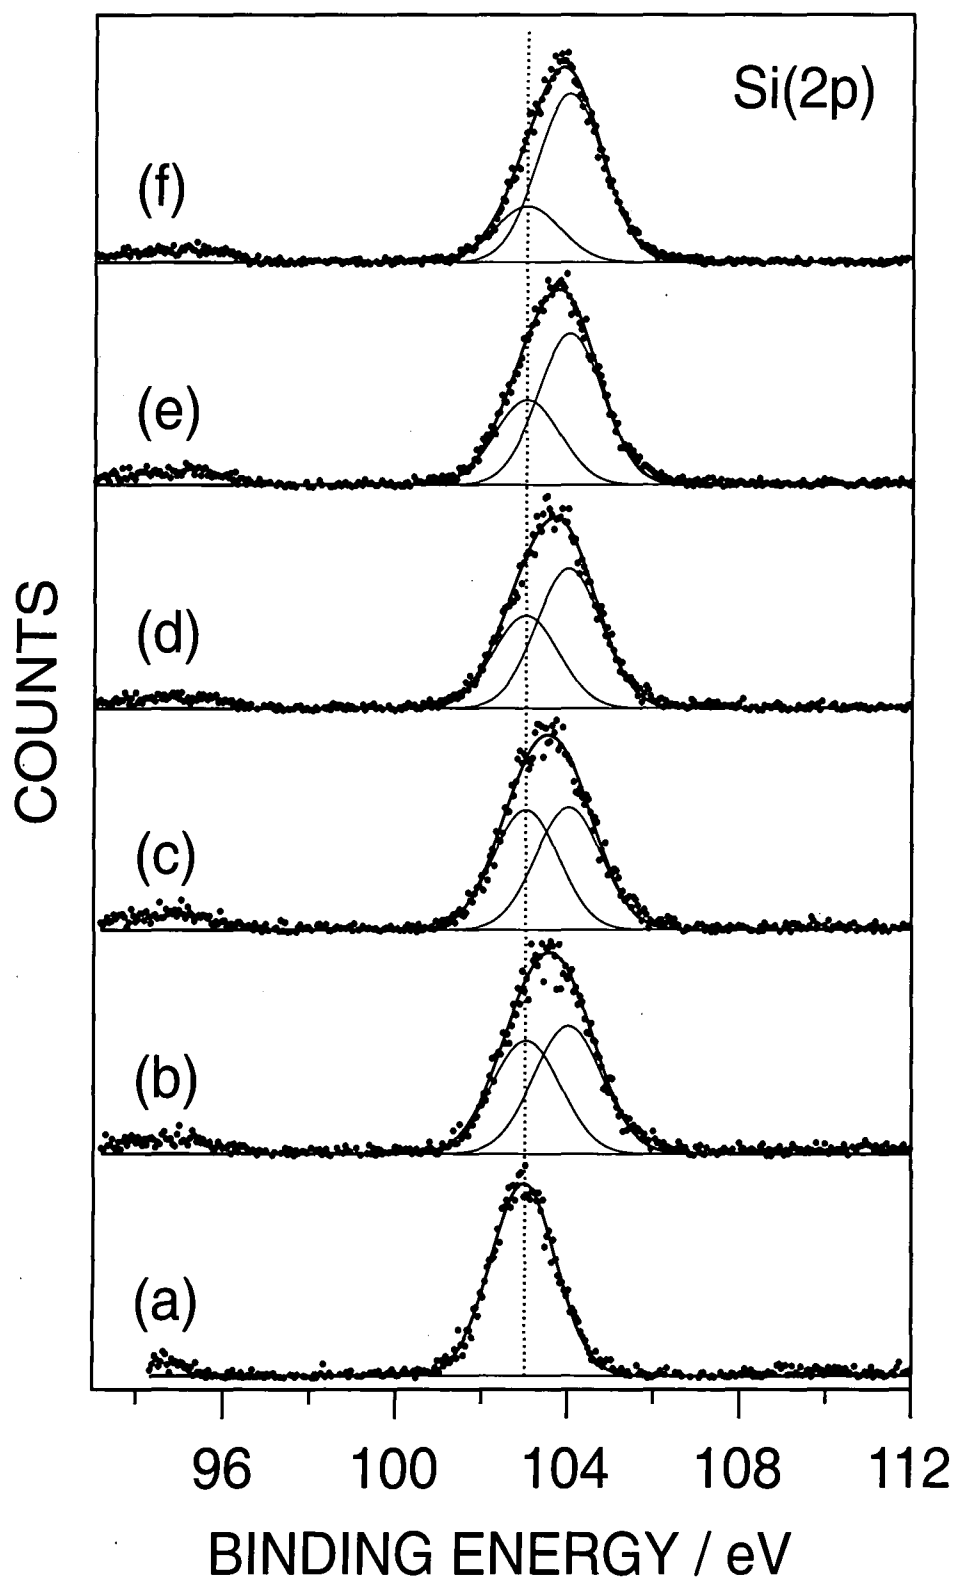 Si(2p)
(f)
(e)
(d)
(c)
(b)
(a)
COUNTS
96 100 104 108 112
BINDING ENERGY / eV